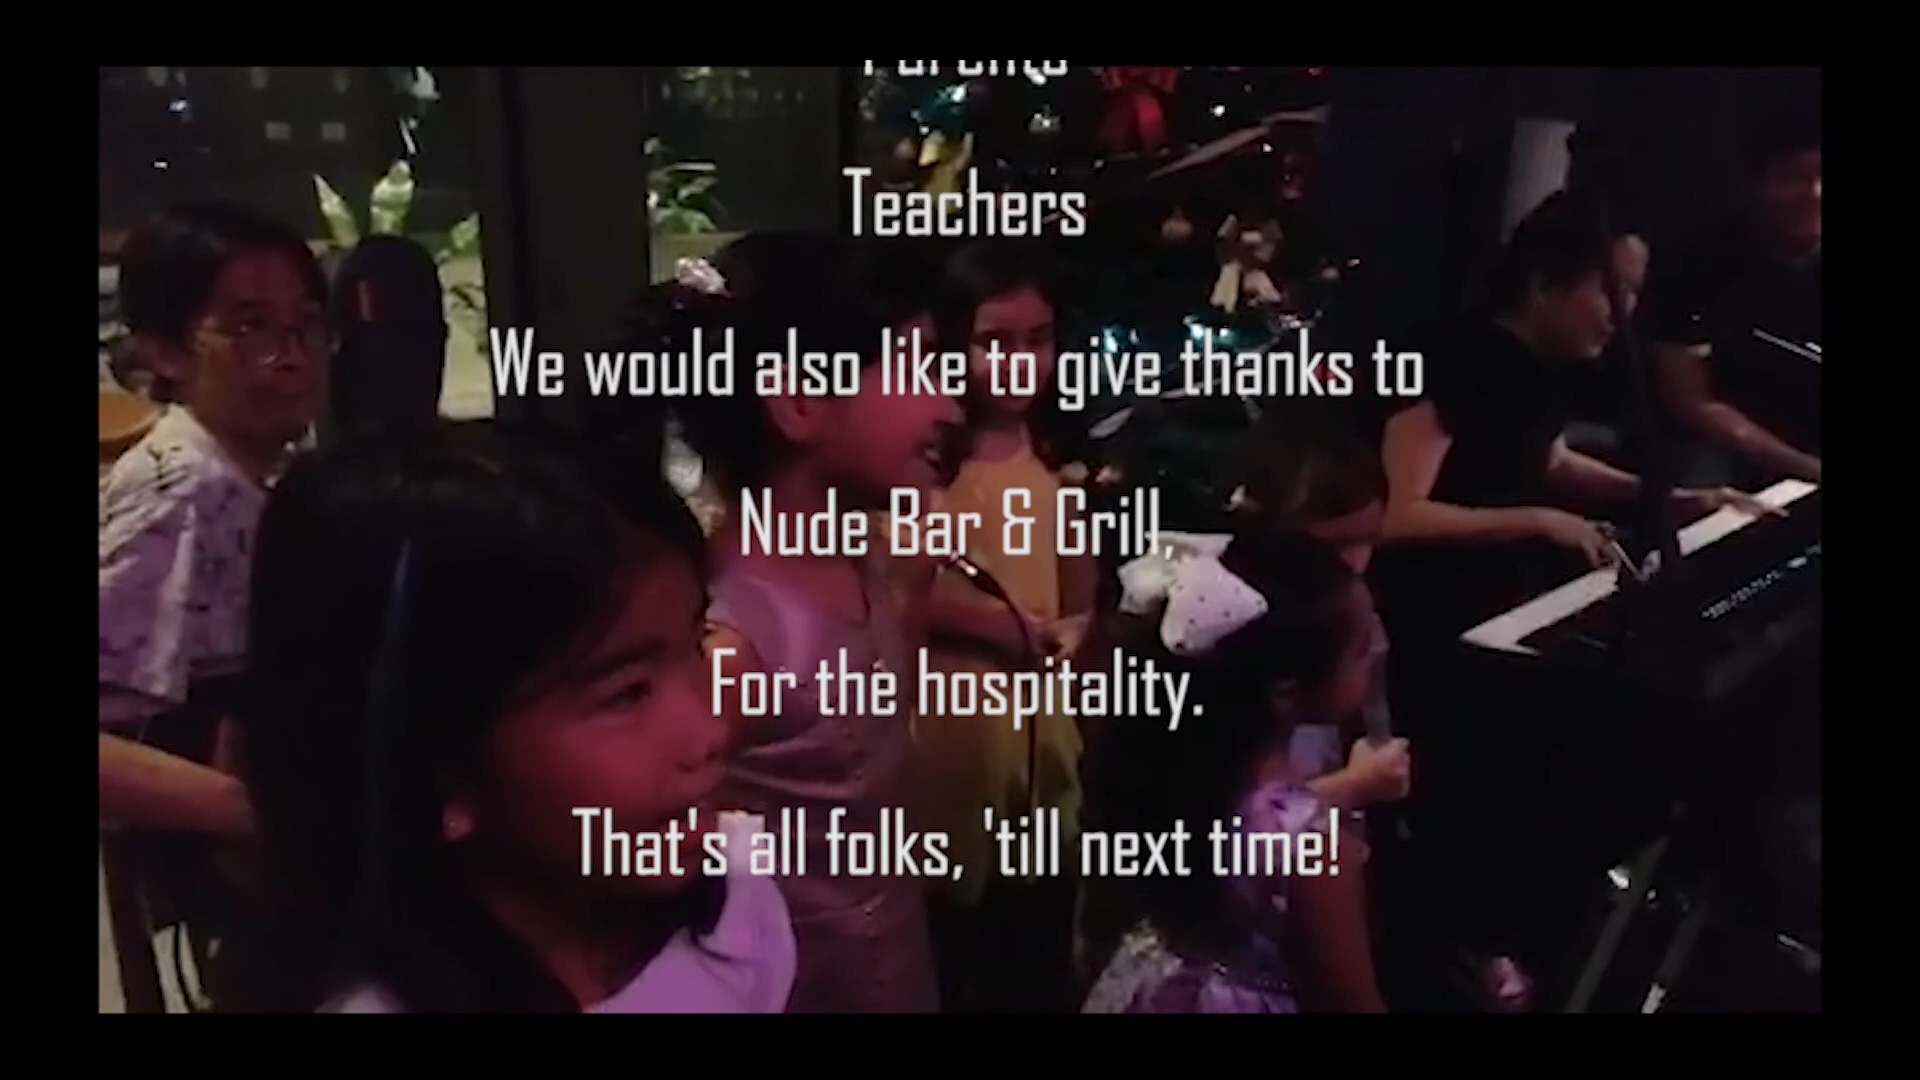 Parents
Teachers
We would also like to give thanks to
Nude Bar & Grill,
For the hospitality.
That's all folks, 'till next time!